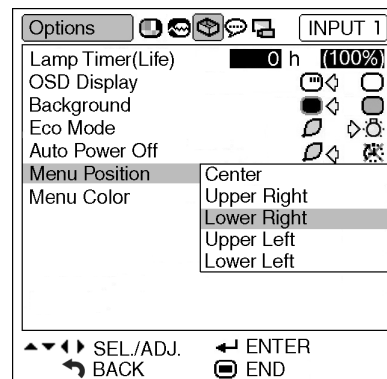 Options INPUT 1
Lamp Timer(Life) 0 h (100%)
OSD Display
Background
Eco Mode
Auto Power Off
Menu Position
Menu Color
Center
Upper Right
Lower Right
Upper Left
Lower Left
SEL./ADJ. ENTER
BACK END